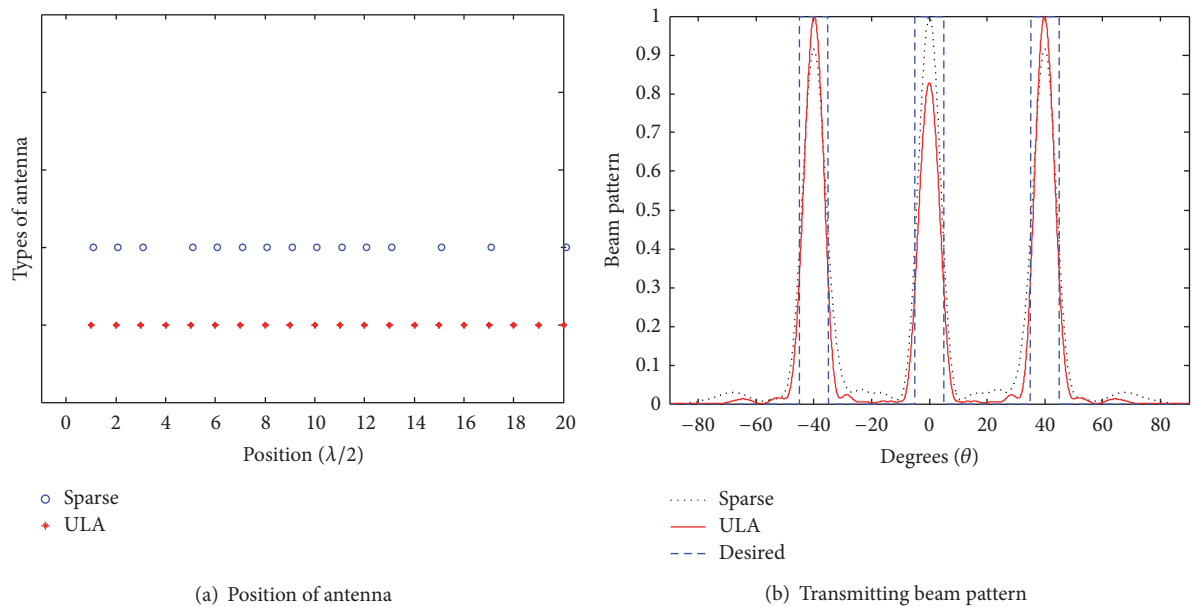 Types of antenna
0 2 4 6 8 10 12 14 16 18 20
Position (λ/2)
Sparse
ULA
(a) Position of antenna
1
0.9
0.8
0.7
0.6
0.5
0.4
0.3
0.2
0.1
0
Beam pattern
−80 −60 −40 −20 0 20 40 60 80
Degrees (θ)
Sparse
ULA
Desired
(b) Transmitting beam pattern